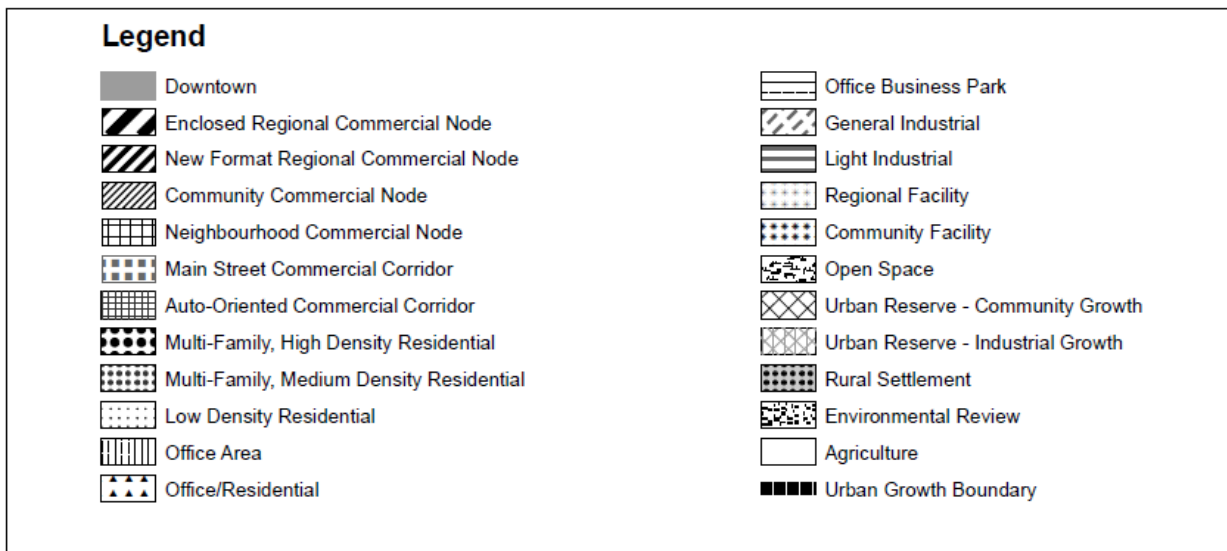 Legend
Downtown
Enclosed Regional Commercial Node
New Format Regional Commercial Node
Community Commercial Node
Neighbourhood Commercial Node
Main Street Commercial Corridor
Auto-Oriented Commercial Corridor
Multi-Family, High Density Residential
Multi-Family, Medium Density Residential
Low Density Residential
Office Area
Office/Residential
Office Business Park
General Industrial
Light Industrial
Regional Facility
Community Facility
Open Space
Urban Reserve - Community Growth
Urban Reserve - Industrial Growth
Rural Settlement
Environmental Review
Agriculture
Urban Growth Boundary